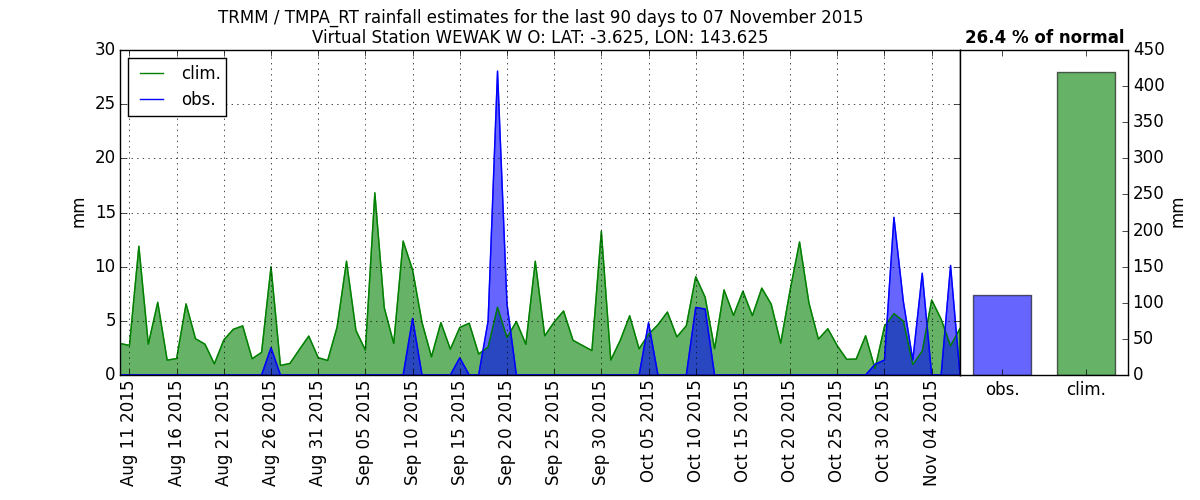 TRMM / TMPA_RT rainfall estimates for the last 90 days to 07 November 2015
Virtual Station WEWAK W O: LAT: -3.625, LON: 143.625
26.4 % of normal
clim.
obs.
30
25
20
15
10
5
0
mm
450
400
350
300
250
200
150
100
50
0
mm
obs.
clim.
Aug 11 2015
Aug 16 2015
Aug 21 2015
Aug 26 2015
Aug 31 2015
Sep 05 2015
Sep 10 2015
Sep 15 2015
Sep 20 2015
Sep 25 2015
Sep 30 2015
Oct 05 2015
Oct 10 2015
Oct 15 2015
Oct 20 2015
Oct 25 2015
Oct 30 2015
Nov 04 2015